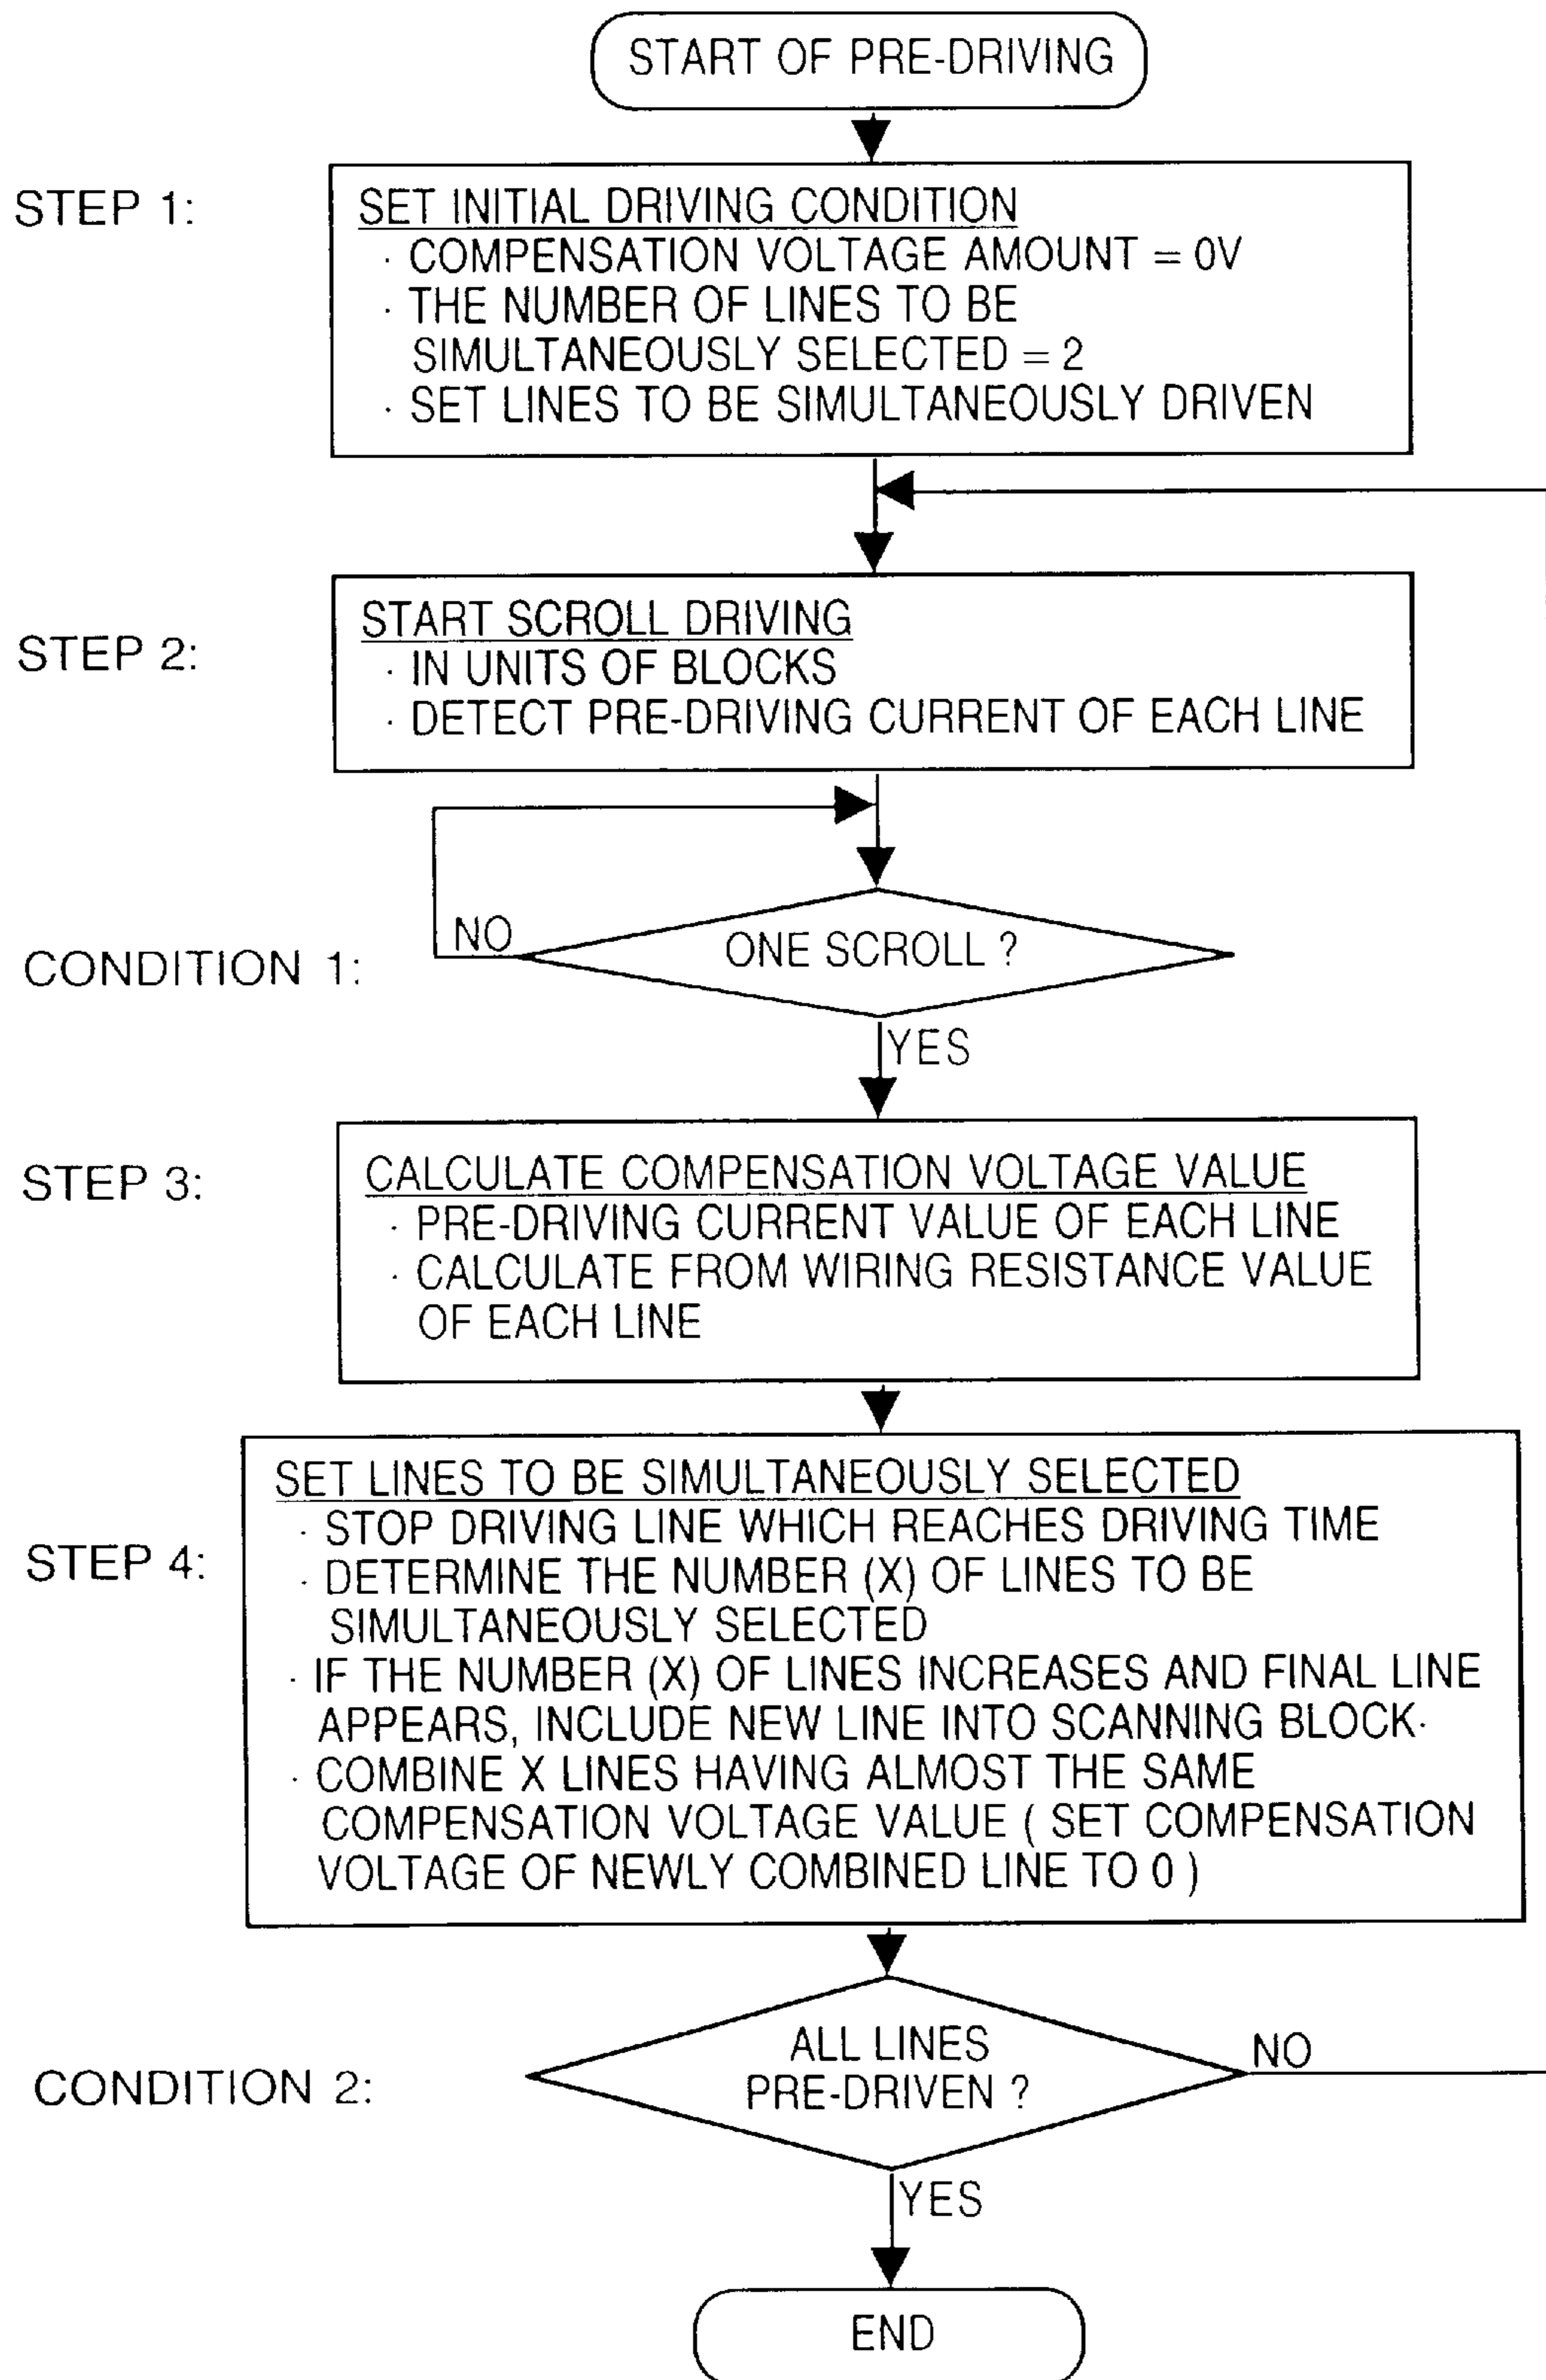 START OF PRE-DRIVING
STEP 1:
SET INITIAL DRIVING CONDITION
· COMPENSATION VOLTAGE AMOUNT = 0V
· THE NUMBER OF LINES TO BE
SIMULTANEOUSLY SELECTED = 2
· SET LINES TO BE SIMULTANEOUSLY DRIVEN
STEP 2:
START SCROLL DRIVING
· IN UNITS OF BLOCKS
· DETECT PRE-DRIVING CURRENT OF EACH LINE
CONDITION 1:
NO
ONE SCROLL ?
YES
STEP 3:
CALCULATE COMPENSATION VOLTAGE VALUE
· PRE-DRIVING CURRENT VALUE OF EACH LINE
· CALCULATE FROM WIRING RESISTANCE VALUE
OF EACH LINE
STEP 4:
SET LINES TO BE SIMULTANEOUSLY SELECTED
· STOP DRIVING LINE WHICH REACHES DRIVING TIME
· DETERMINE THE NUMBER (X) OF LINES TO BE
SIMULTANEOUSLY SELECTED
· IF THE NUMBER (X) OF LINES INCREASES AND FINAL LINE
APPEARS, INCLUDE NEW LINE INTO SCANNING BLOCK·
· COMBINE X LINES HAVING ALMOST THE SAME
COMPENSATION VOLTAGE VALUE ( SET COMPENSATION
VOLTAGE OF NEWLY COMBINED LINE TO 0 )
CONDITION 2:
ALL LINES
PRE-DRIVEN ?
NO
YES
END